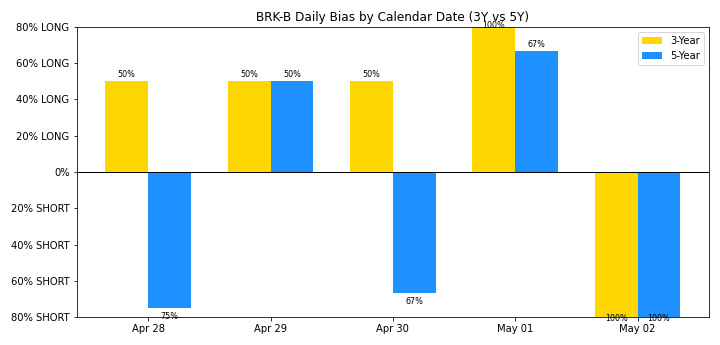 BRK-B Daily Bias by Calendar Date (3Y vs 5Y)
80% LONG
60% LONG
40% LONG
20% LONG
0%
20% SHORT
40% SHORT
60% SHORT
80% SHORT
50%
75%
50%
50%
50%
67%
100%
67%
100%
100%
3-Year
5-Year
Apr 28
Apr 29
Apr 30
May 01
May 02